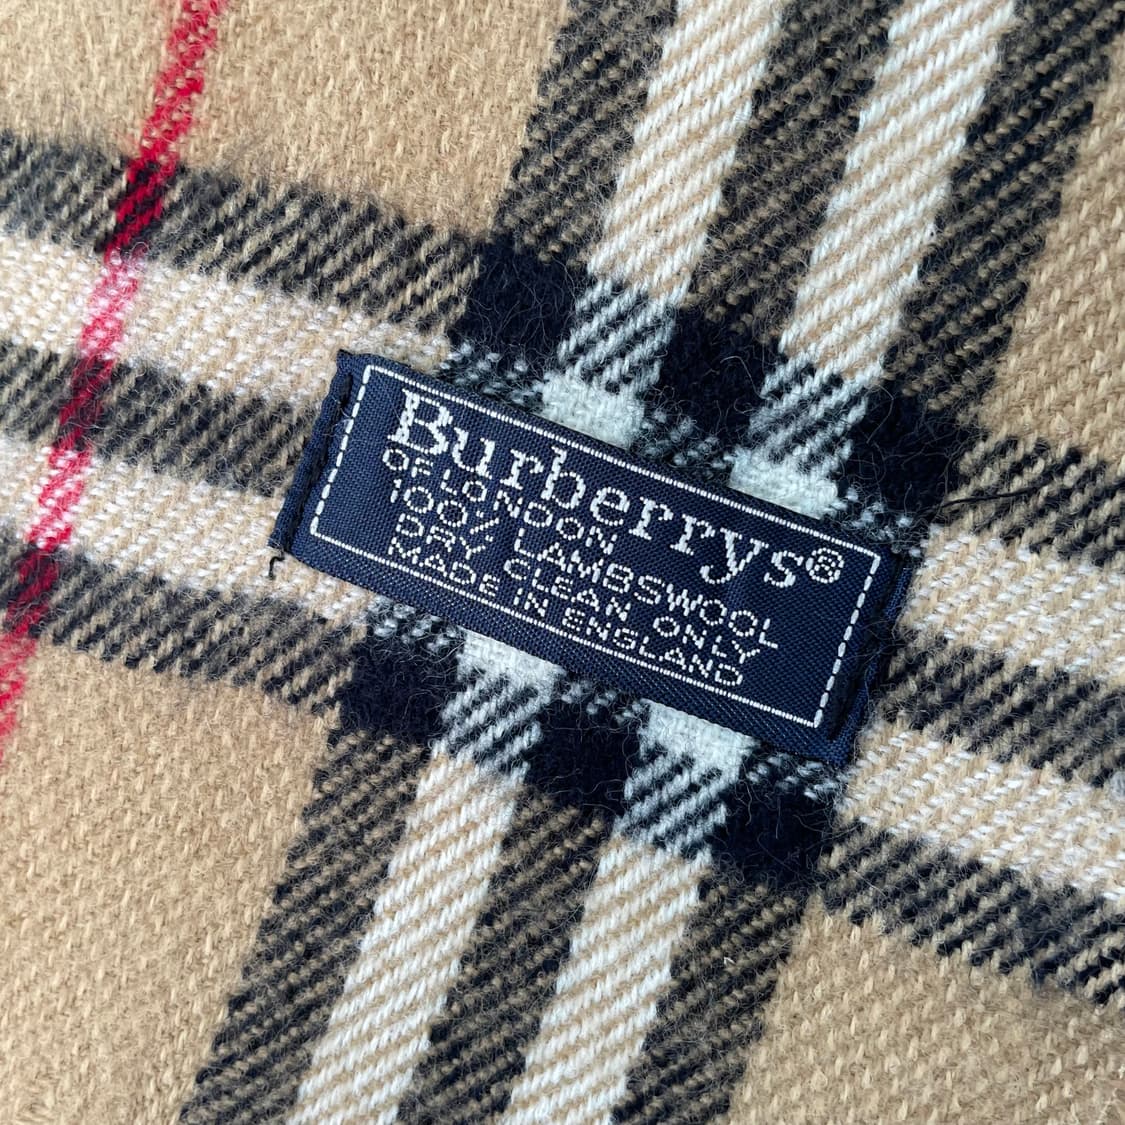 Burberrys®
OF LONDON
100% LAMBSWOOL
DRY CLEAN ONLY
MADE IN ENGLAND